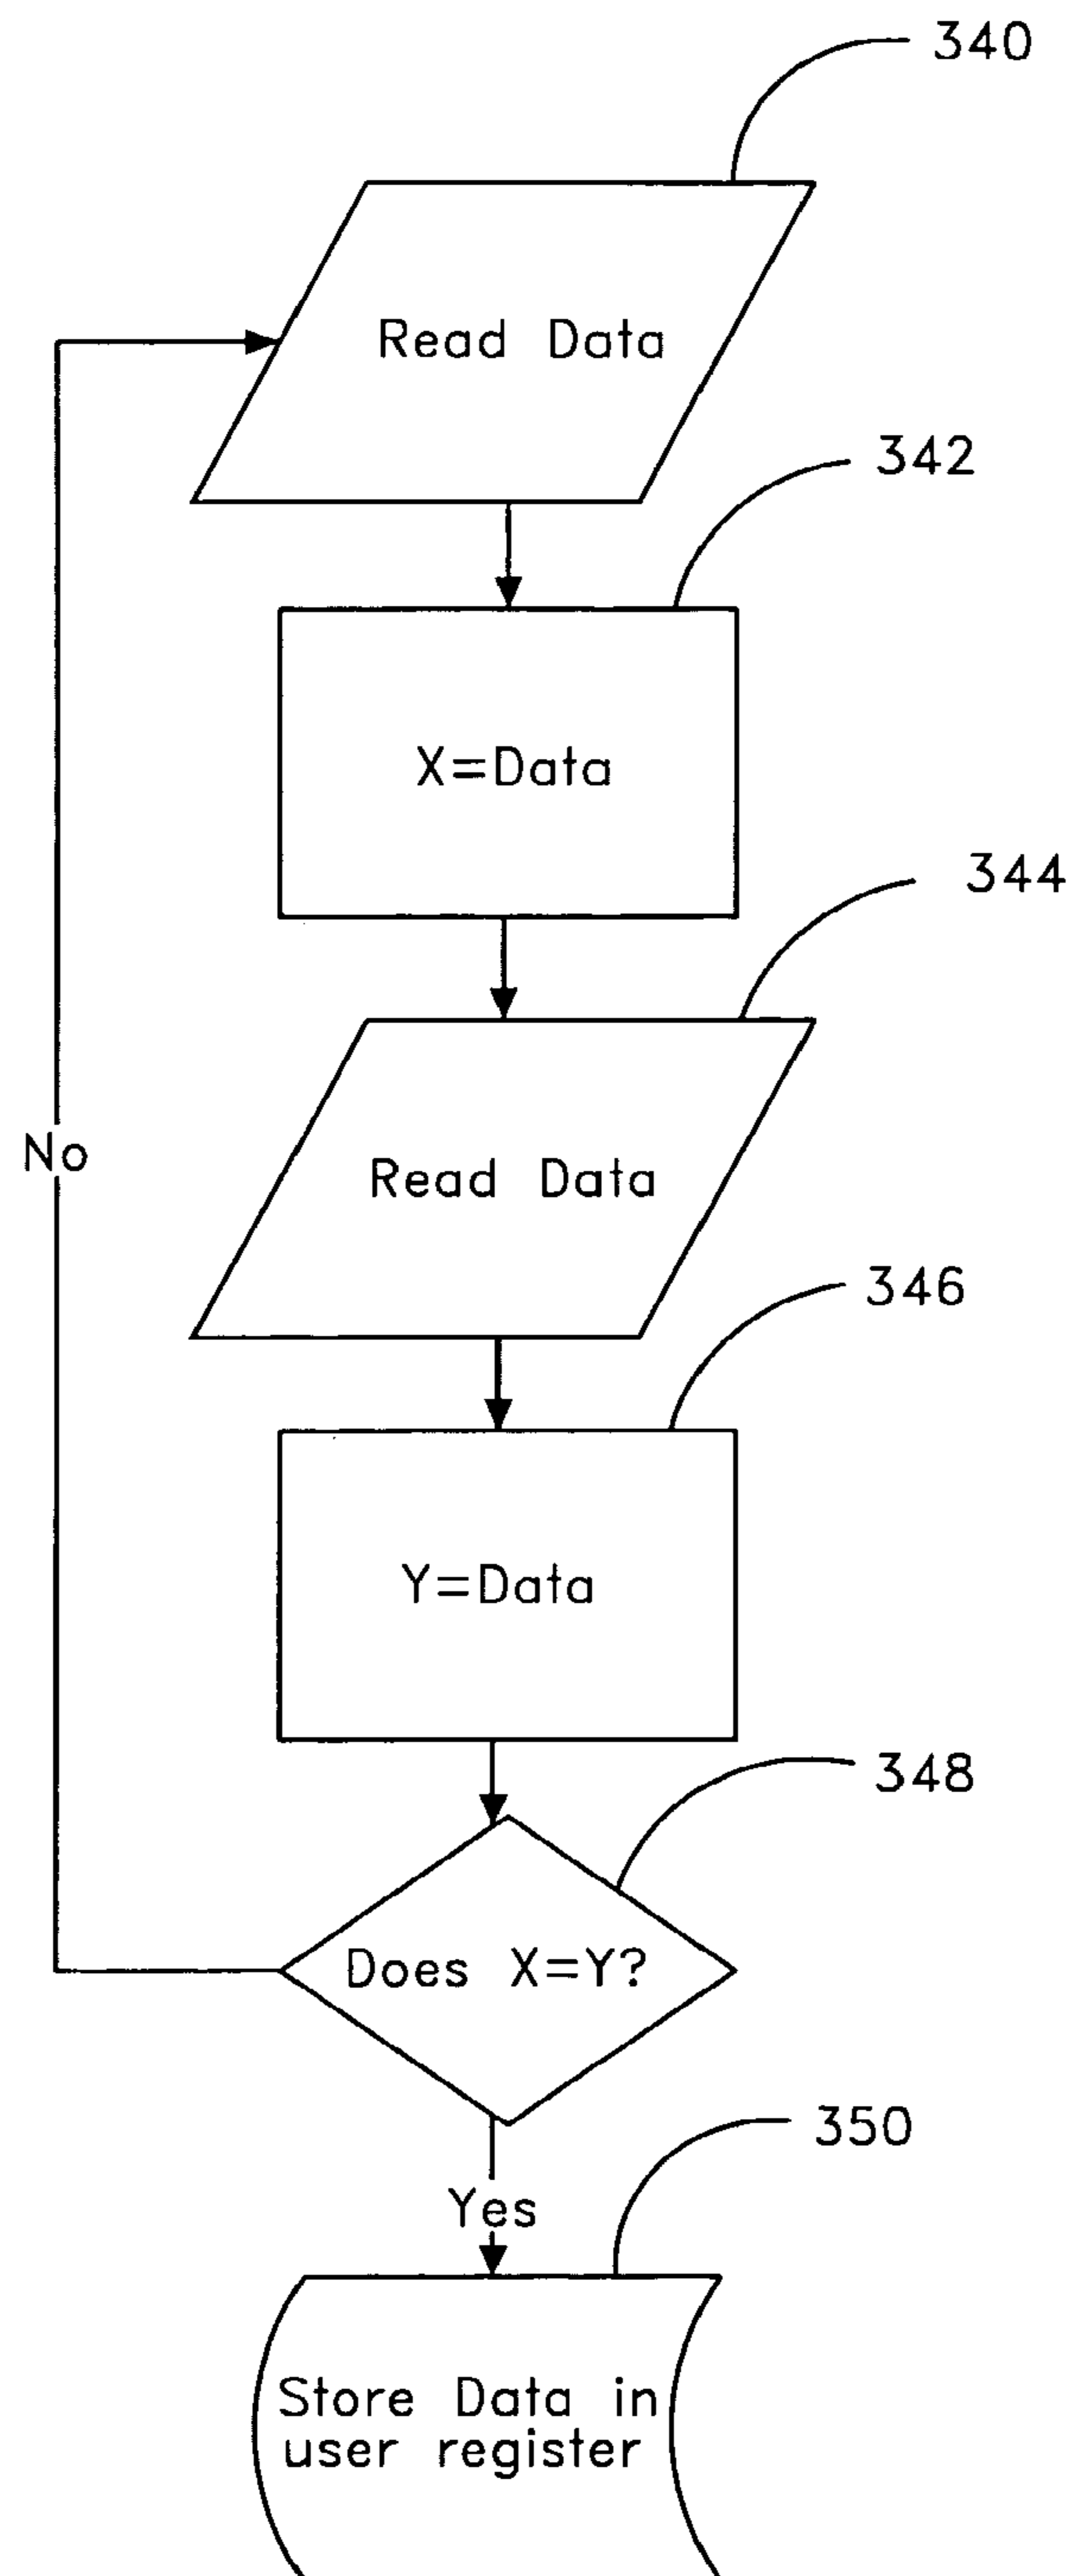 340
Read Data
342
X=Data
344
Read Data
No
346
Y=Data
348
Does X=Y?
350
Yes
Store Data in
user register